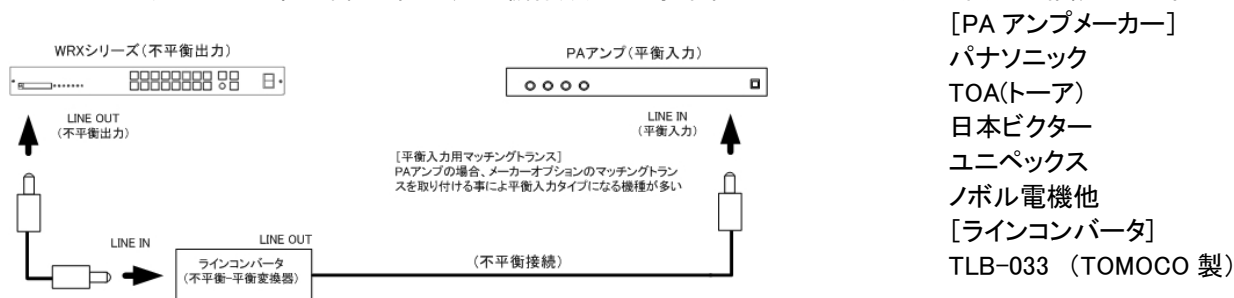 WRXシリーズ(不平衡出力)
PAアンプ(平衡入力)
LINE OUT
(不平衡出力)
LINE IN
(平衡入力)
[平衡入力用マッチングトランス]
PAアンプの場合、メーカーオプションのマッチングトラン
スを取り付ける事によ平衡入力タイプになる機種が多い
LINE IN
LINE OUT
ラインコンバータ
(不平衡-平衡変換器)
(不平衡接続)
[PA アンプメーカー]
パナソニック
TOA(トーア)
日本ビクター
ユニペックス
ノボル電機他
[ラインコンバータ]
TLB-033 (TOMOCO 製)